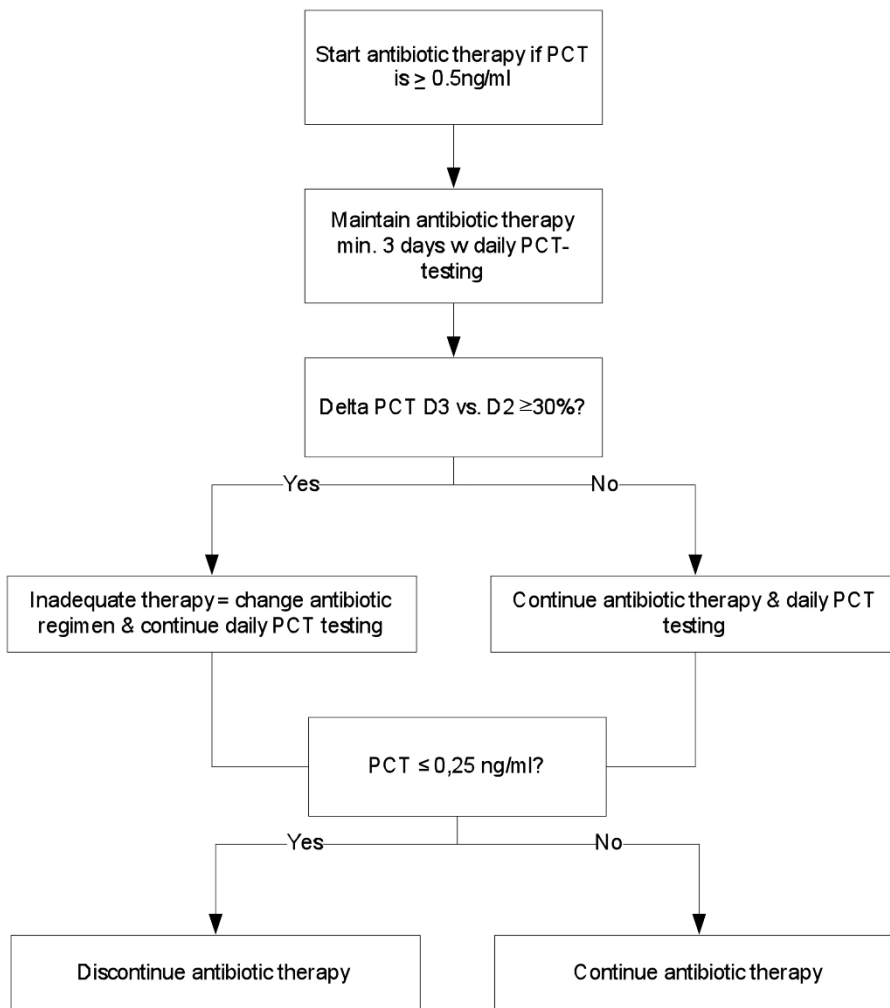 Start antibiotic therapy if PCT
is ≥ 0.5ng/ml
Maintain antibiotic therapy
min. 3 days w daily PCT-
testing
Delta PCT D3 vs. D2 ≥30%?
Yes
No
Inadequate therapy = change antibiotic
regimen & continue daily PCT testing
Continue antibiotic therapy & daily PCT
testing
PCT ≤ 0,25 ng/ml?
Yes
No
Discontinue antibiotic therapy
Continue antibiotic therapy